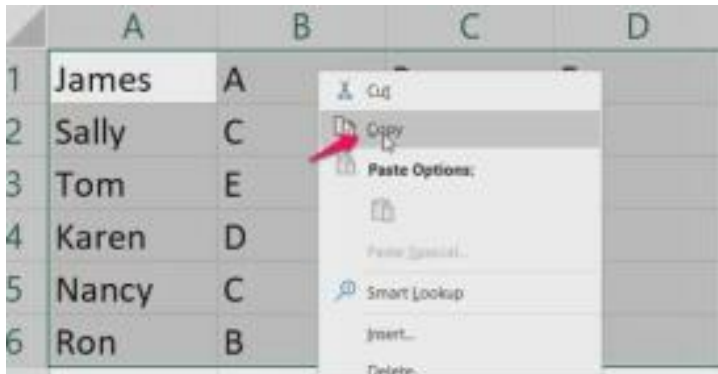 A B C D
1 James A
2 Sally C
3 Tom E
4 Karen D
5 Nancy C
6 Ron B
Cut
Copy
Paste Options:
Paste Special...
Smart Lookup
Insert...
Delete